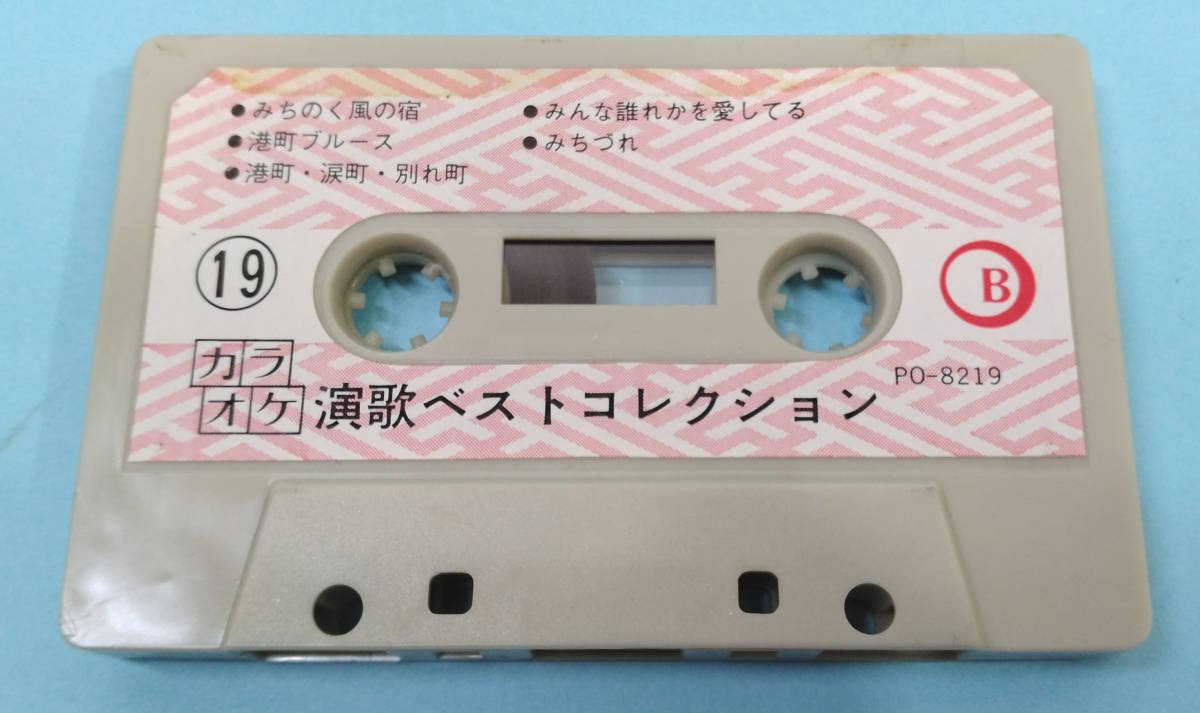 ●みちのく風の宿
●港町ブルース
●港町・涙町・別れ町
●みんな誰れかを愛してる
●みちづれ
19
B
カラオケ 演歌ベストコレクション
PO-8219